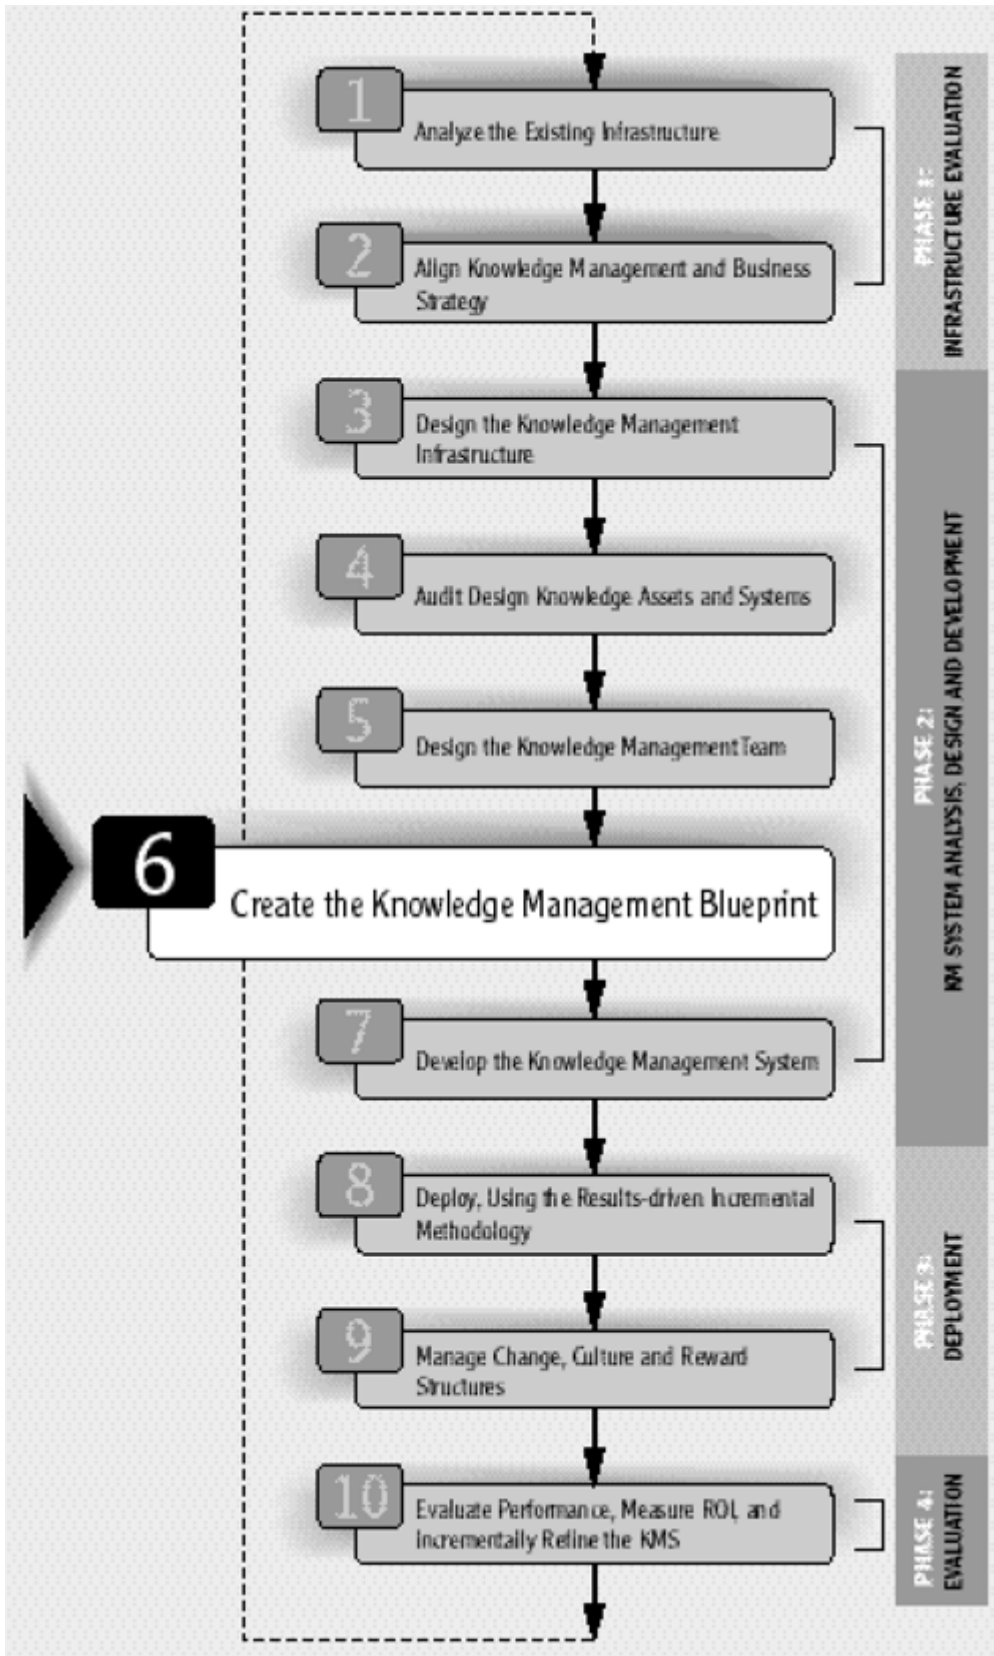 1
Analyze the Existing Infrastructure
2
Align Knowledge Management and Business
Strategy
3
Design the Knowledge Management
Infrastructure
4
Audit Design Knowledge Assets and Systems
5
Design the Knowledge Management Team
6
Create the Knowledge Management Blueprint
7
Develop the Knowledge Management System
8
Deploy, Using the Results-driven Incremental
Methodology
9
Manage Change, Culture and Reward
Structures
10
Evaluate Performance, Measure ROI, and
Incrementally Refine the KMS
PHASE 1:
INFRASTRUCTURE EVALUATION
PHASE 2:
KM SYSTEM ANALYSIS, DESIGN AND DEVELOPMENT
PHASE 3:
DEPLOYMENT
PHASE 4:
EVALUATION